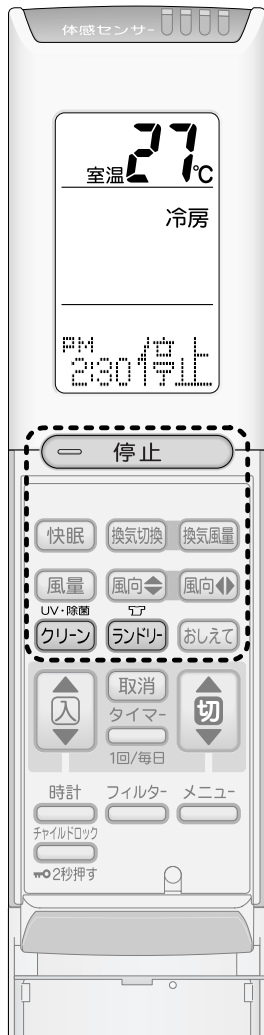 体感センサー
室温 27℃
冷房
PM
2:30 停止
停止
快眠 換気切換 換気風量
風量 風向 風向
UV・除菌
クリーン ランドリー おしえて
取消
入 タイマー 切
1回/毎日
時計 フィルター メニュー
チャイルドロック
2秒押す